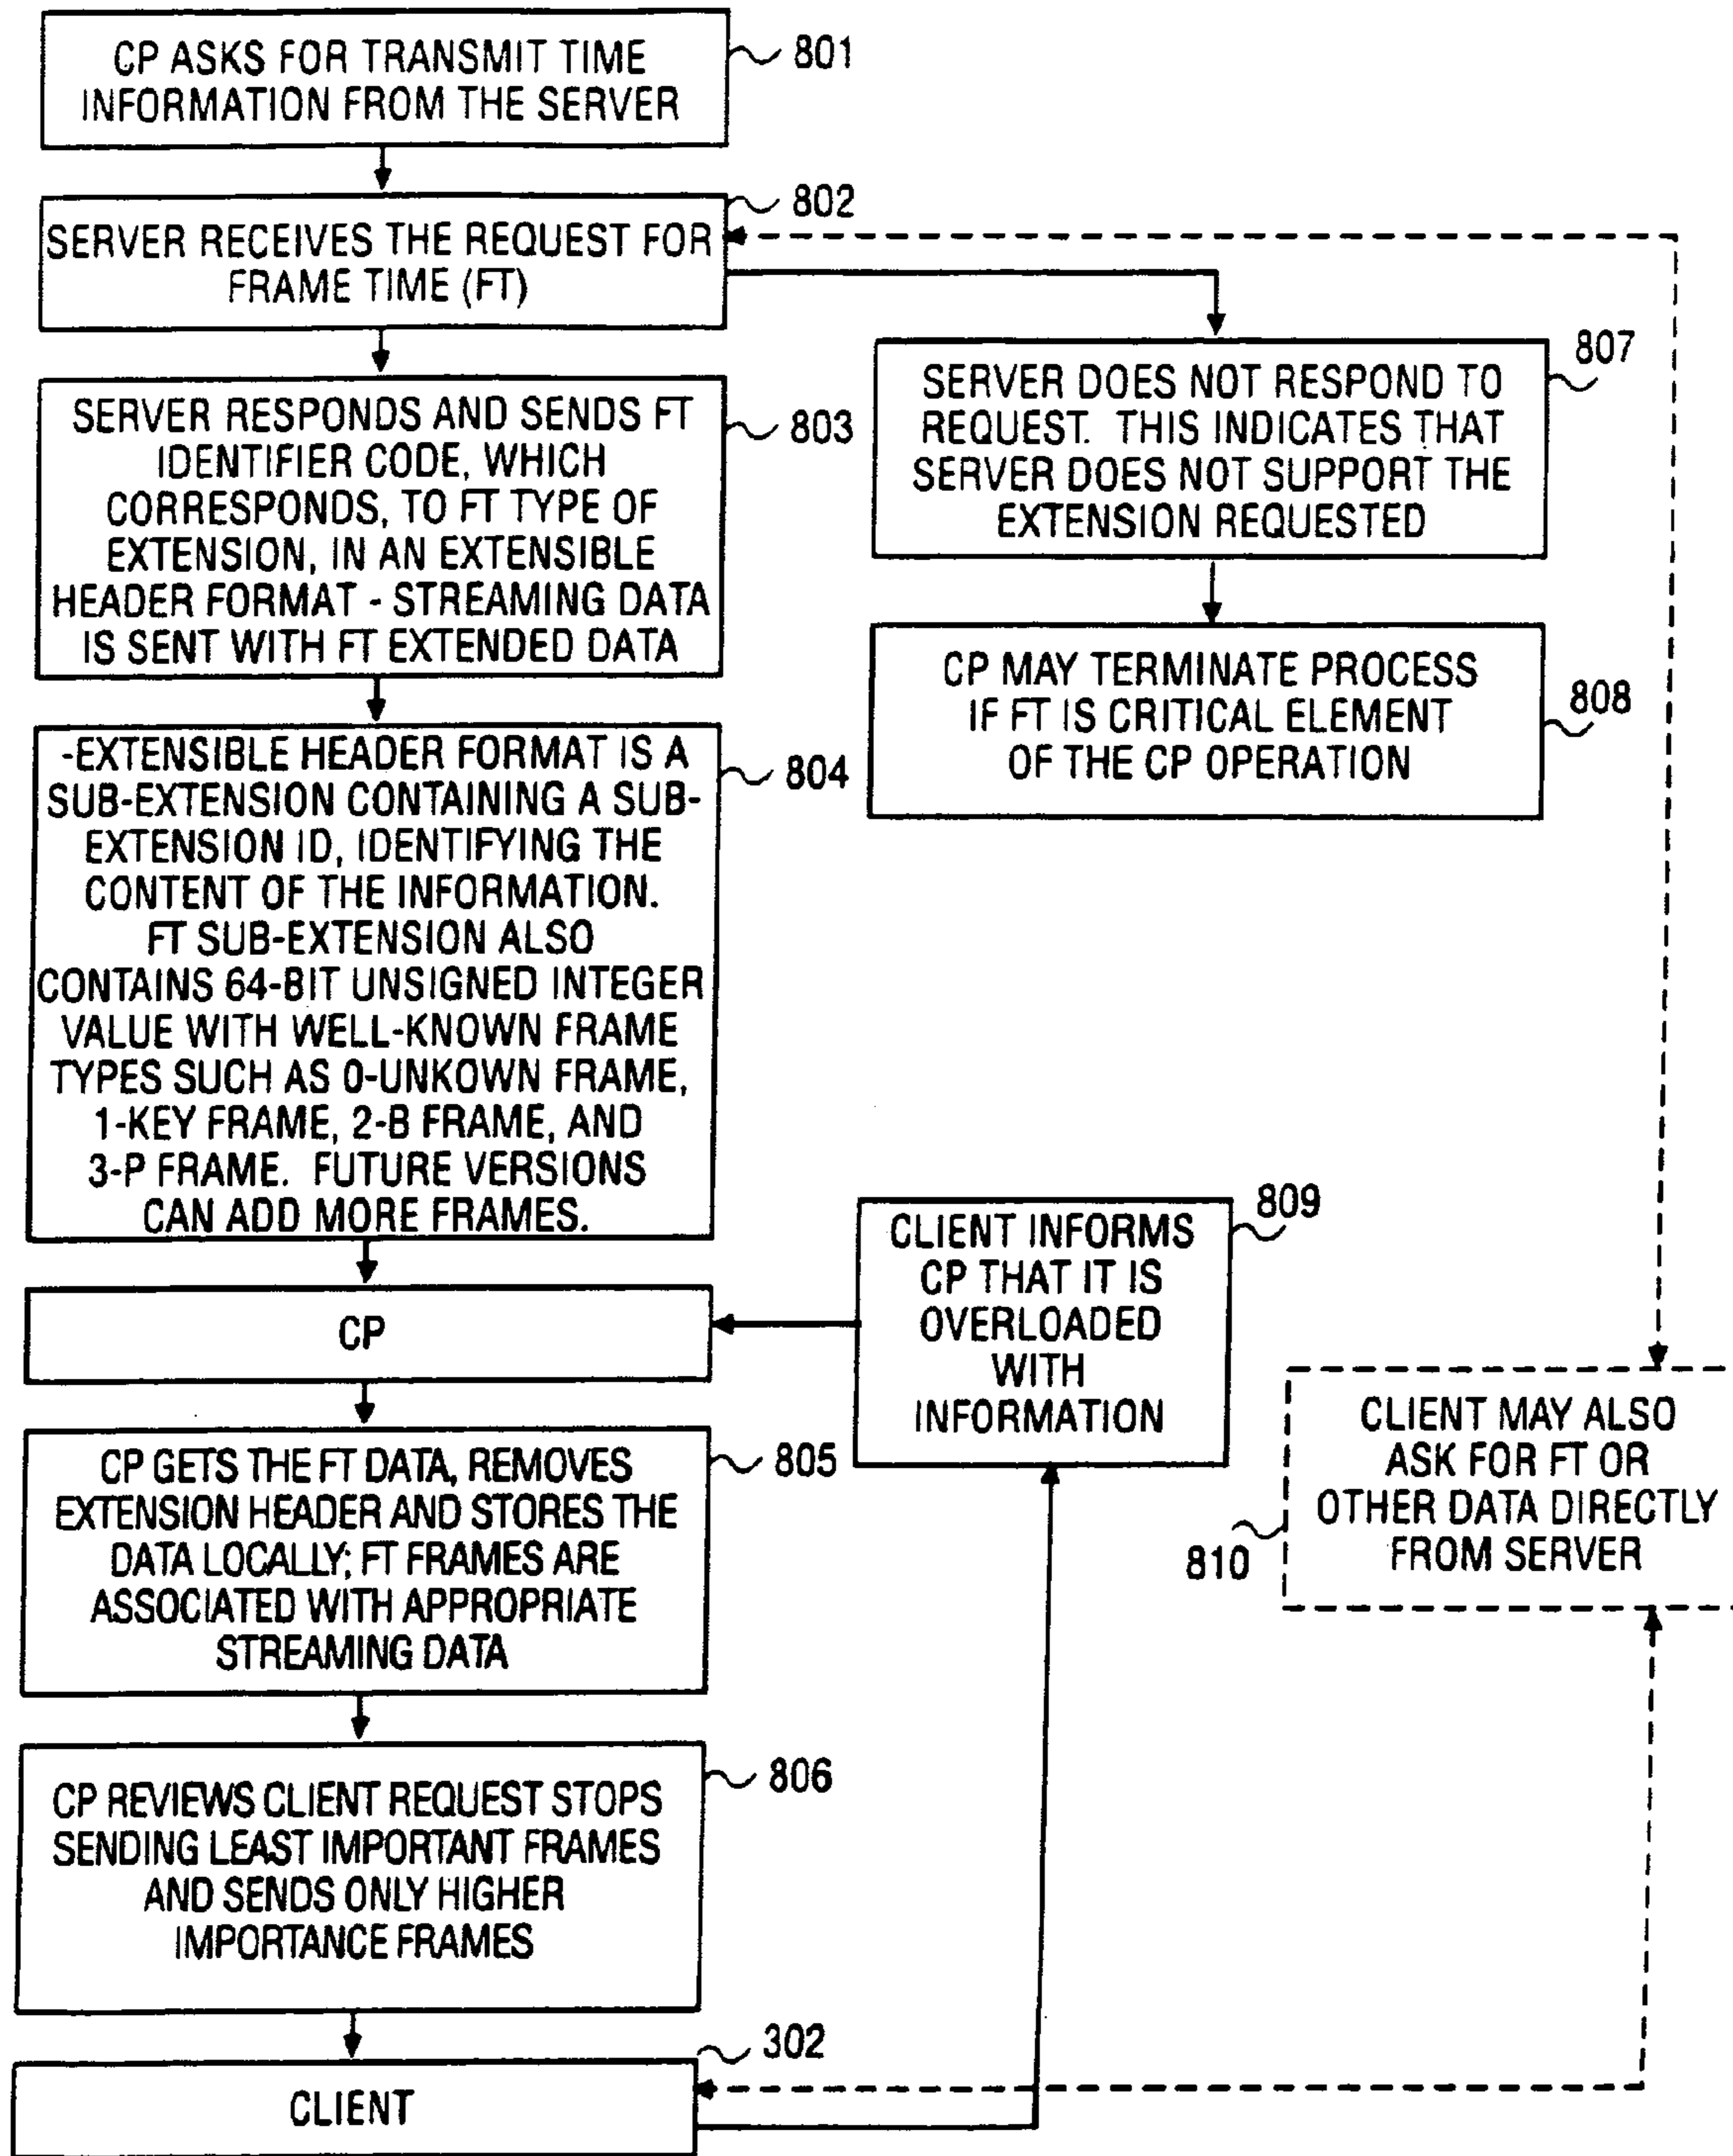 CP ASKS FOR TRANSMIT TIME
INFORMATION FROM THE SERVER
801
SERVER RECEIVES THE REQUEST FOR
FRAME TIME (FT)
802
SERVER RESPONDS AND SENDS FT
IDENTIFIER CODE, WHICH
CORRESPONDS, TO FT TYPE OF
EXTENSION, IN AN EXTENSIBLE
HEADER FORMAT - STREAMING DATA
IS SENT WITH FT EXTENDED DATA
803
SERVER DOES NOT RESPOND TO
REQUEST. THIS INDICATES THAT
SERVER DOES NOT SUPPORT THE
EXTENSION REQUESTED
807
CP MAY TERMINATE PROCESS
IF FT IS CRITICAL ELEMENT
OF THE CP OPERATION
808
-EXTENSIBLE HEADER FORMAT IS A
SUB-EXTENSION CONTAINING A SUB-
EXTENSION ID, IDENTIFYING THE
CONTENT OF THE INFORMATION.
FT SUB-EXTENSION ALSO
CONTAINS 64-BIT UNSIGNED INTEGER
VALUE WITH WELL-KNOWN FRAME
TYPES SUCH AS 0-UNKOWN FRAME,
1-KEY FRAME, 2-B FRAME, AND
3-P FRAME. FUTURE VERSIONS
CAN ADD MORE FRAMES.
804
CP
CLIENT INFORMS
CP THAT IT IS
OVERLOADED
WITH
INFORMATION
809
CLIENT MAY ALSO
ASK FOR FT OR
OTHER DATA DIRECTLY
FROM SERVER
810
CP GETS THE FT DATA, REMOVES
EXTENSION HEADER AND STORES THE
DATA LOCALLY; FT FRAMES ARE
ASSOCIATED WITH APPROPRIATE
STREAMING DATA
805
CP REVIEWS CLIENT REQUEST STOPS
SENDING LEAST IMPORTANT FRAMES
AND SENDS ONLY HIGHER
IMPORTANCE FRAMES
806
CLIENT
302